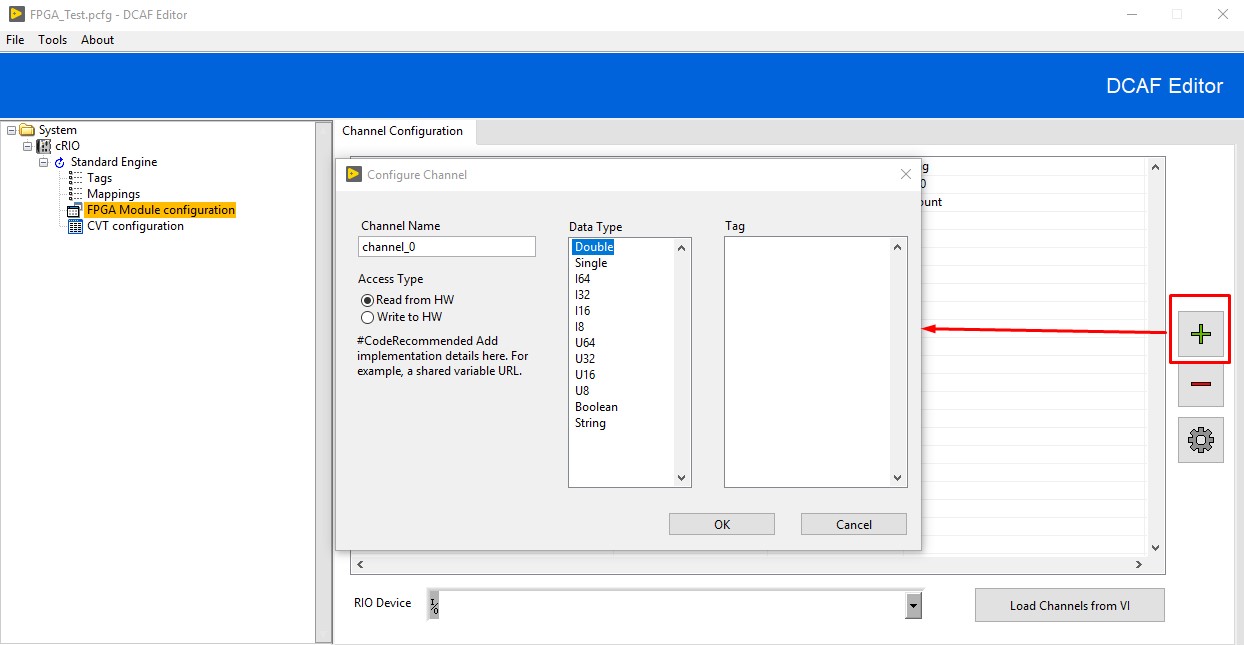 FPGA_Test.pcfg - DCAF Editor
File Tools About
DCAF Editor
System
cRIO
Standard Engine
Tags
Mappings
FPGA Module configuration
CVT configuration
Channel Configuration
Configure Channel
Channel Name
channel_0
Access Type
Read from HW
Write to HW
#CodeRecommended Add
implementation details here. For
example, a shared variable URL.
Data Type
Double
Single
I64
I32
I16
I8
U64
U32
U16
U8
Boolean
String
Tag
OK
Cancel
RIO Device
I/O
Load Channels from VI